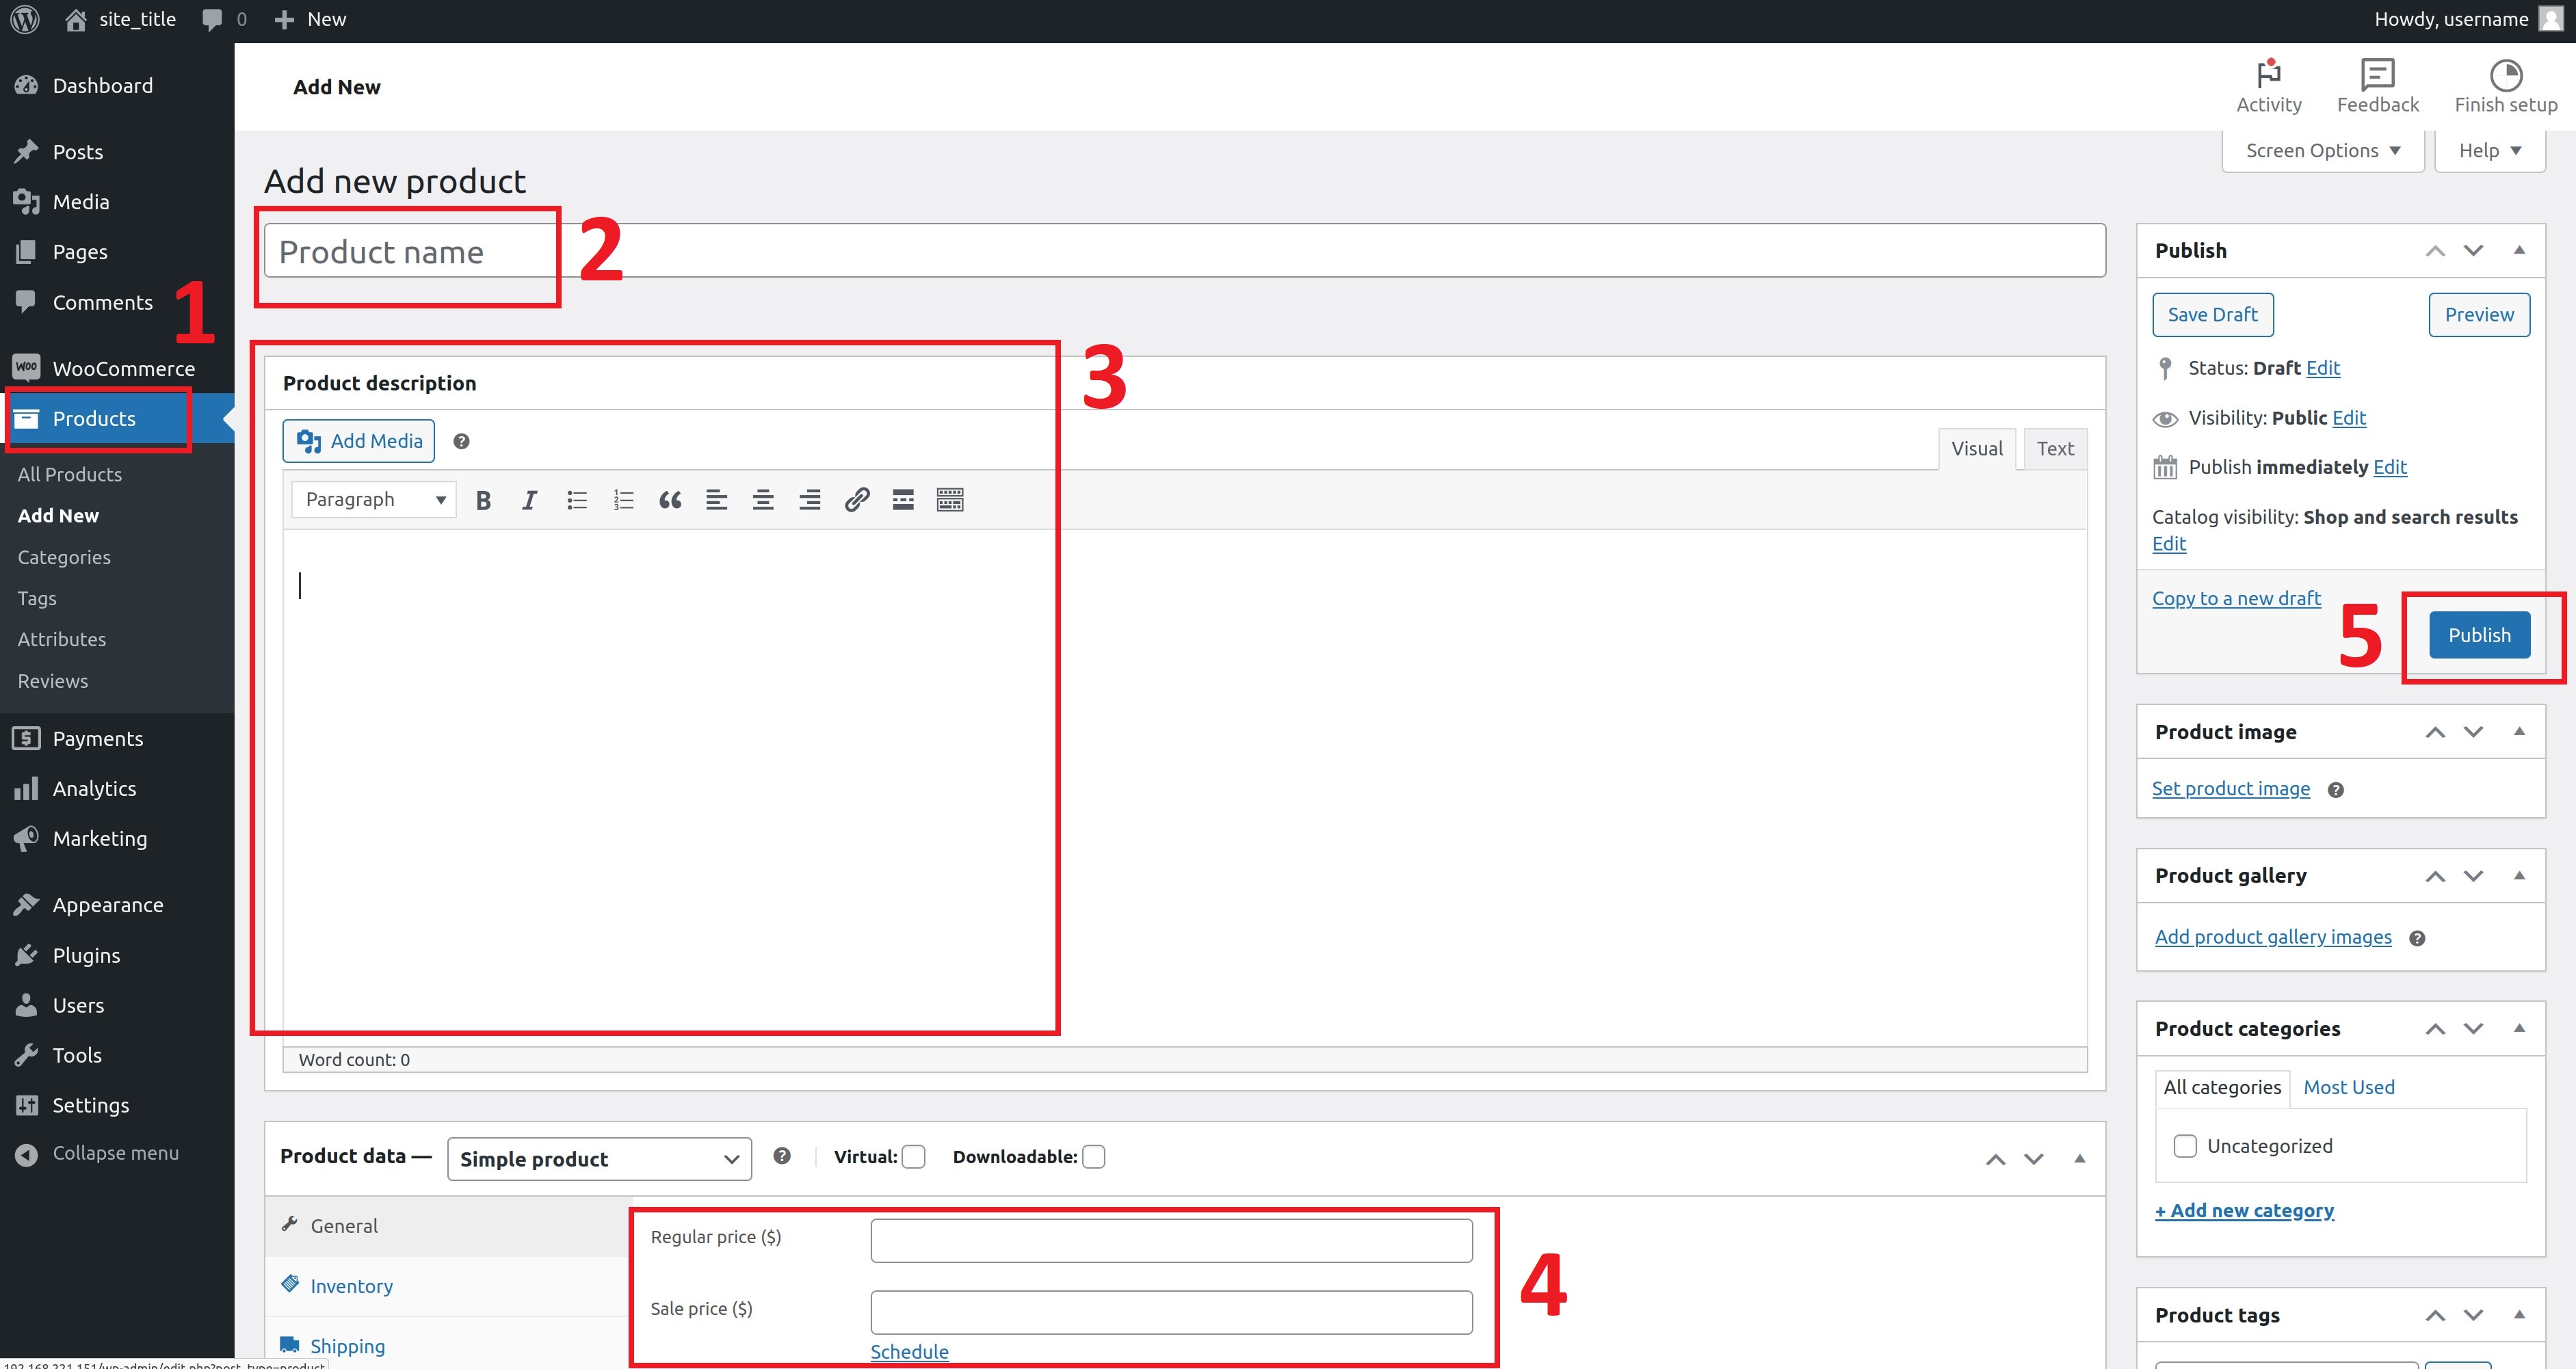 site_title
0
New
Howdy, username
Dashboard
Posts
Media
Pages
Comments
1
WooCommerce
Products
All Products
Add New
Categories
Tags
Attributes
Reviews
Payments
Analytics
Marketing
Appearance
Plugins
Users
Tools
Settings
Collapse menu
Add New
Activity
Feedback
Finish setup
Screen Options
Help
Add new product
Product name
2
Product description
3
Add Media
Visual
Text
Paragraph
Word count: 0
Product data —
Simple product
Virtual:
Downloadable:
General
Inventory
Shipping
Regular price ($)
Sale price ($)
Schedule
4
Publish
Save Draft
Preview
Status: Draft Edit
Visibility: Public Edit
Publish immediately Edit
Catalog visibility: Shop and search results
Edit
Copy to a new draft
5
Publish
Product image
Set product image
Product gallery
Add product gallery images
Product categories
All categories
Most Used
Uncategorized
+ Add new category
Product tags
192.168.221.151/wp-admin/edit.php?post_type=product